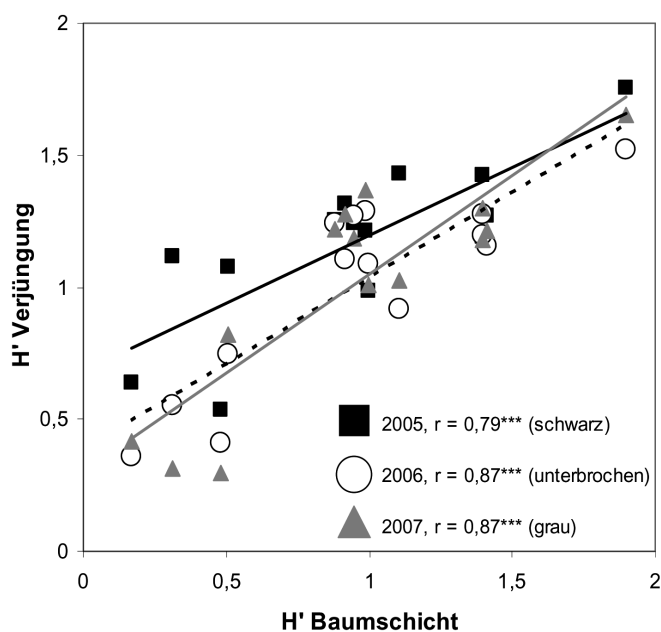 2
1,5
1
0,5
0
H' Verjüngung
2005, r = 0,79*** (schwarz)
2006, r = 0,87*** (unterbrochen)
2007, r = 0,87*** (grau)
0
0,5
1
1,5
2
H' Baumschicht